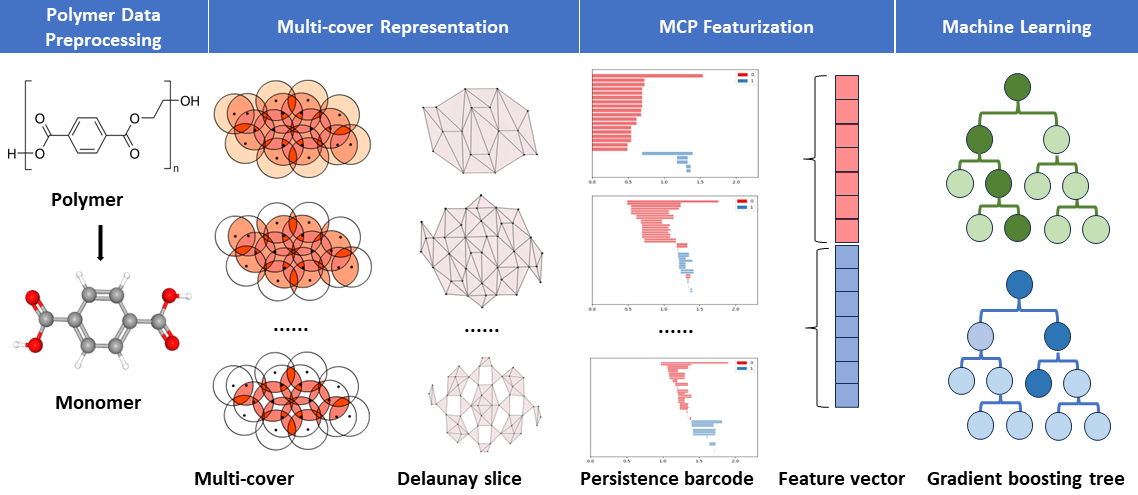 Polymer Data
Preprocessing
Multi-cover Representation
MCP Featurization
Machine Learning
O
OH
O
O
O
H
O
n
Polymer
Monomer
......
......
......
0
1
0.0
0.5
1.0
1.5
2.0
0
1
0.0
0.5
1.0
1.5
2.0
0
1
0.0
0.5
1.0
1.5
2.0
Multi-cover
Delaunay slice
Persistence barcode
Feature vector
Gradient boosting tree